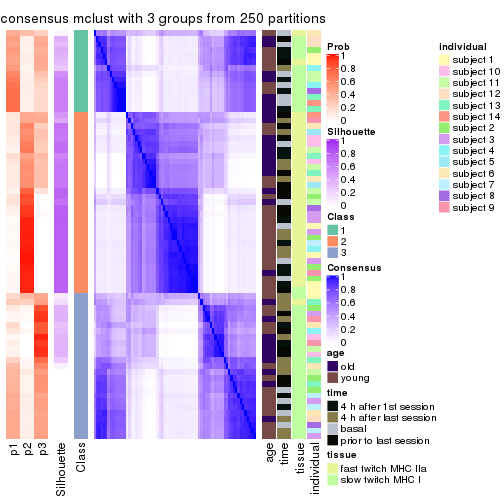 consensus mclust with 3 groups from 250 partitions
Prob
1
0.8
0.6
0.4
0.2
0
Silhouette
1
0.8
0.6
0.4
0.2
0
Class
1
2
3
Consensus
1
0.8
0.6
0.4
0.2
0
age
old
young
time
4 h after 1st session
4 h after last session
basal
prior to last session
tissue
fast twitch MHC IIa
slow twitch MHC I
individual
subject 1
subject 10
subject 11
subject 12
subject 13
subject 14
subject 2
subject 3
subject 4
subject 5
subject 6
subject 7
subject 8
subject 9
p1
p2
p3
Silhouette
Class
age
time
tissue
individual